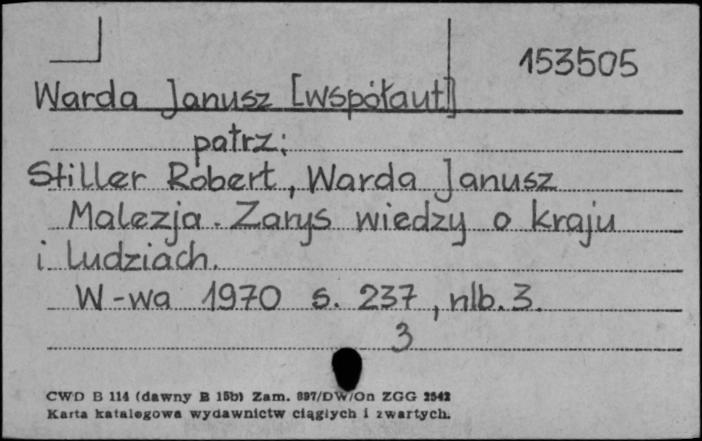 153505
Warda Janusz [współaut]
patrz:
Stiller Robert, Warda Janusz
Malezja. Zarys wiedzy o kraju
i ludziach.
W-wa 1970 s. 237, nlb. 3.
3
CWD B 114 (dawny B 15b) Zam. 897/DW/On ZGG 2542
Karta katalogowa wydawnictw ciągłych i zwartych.